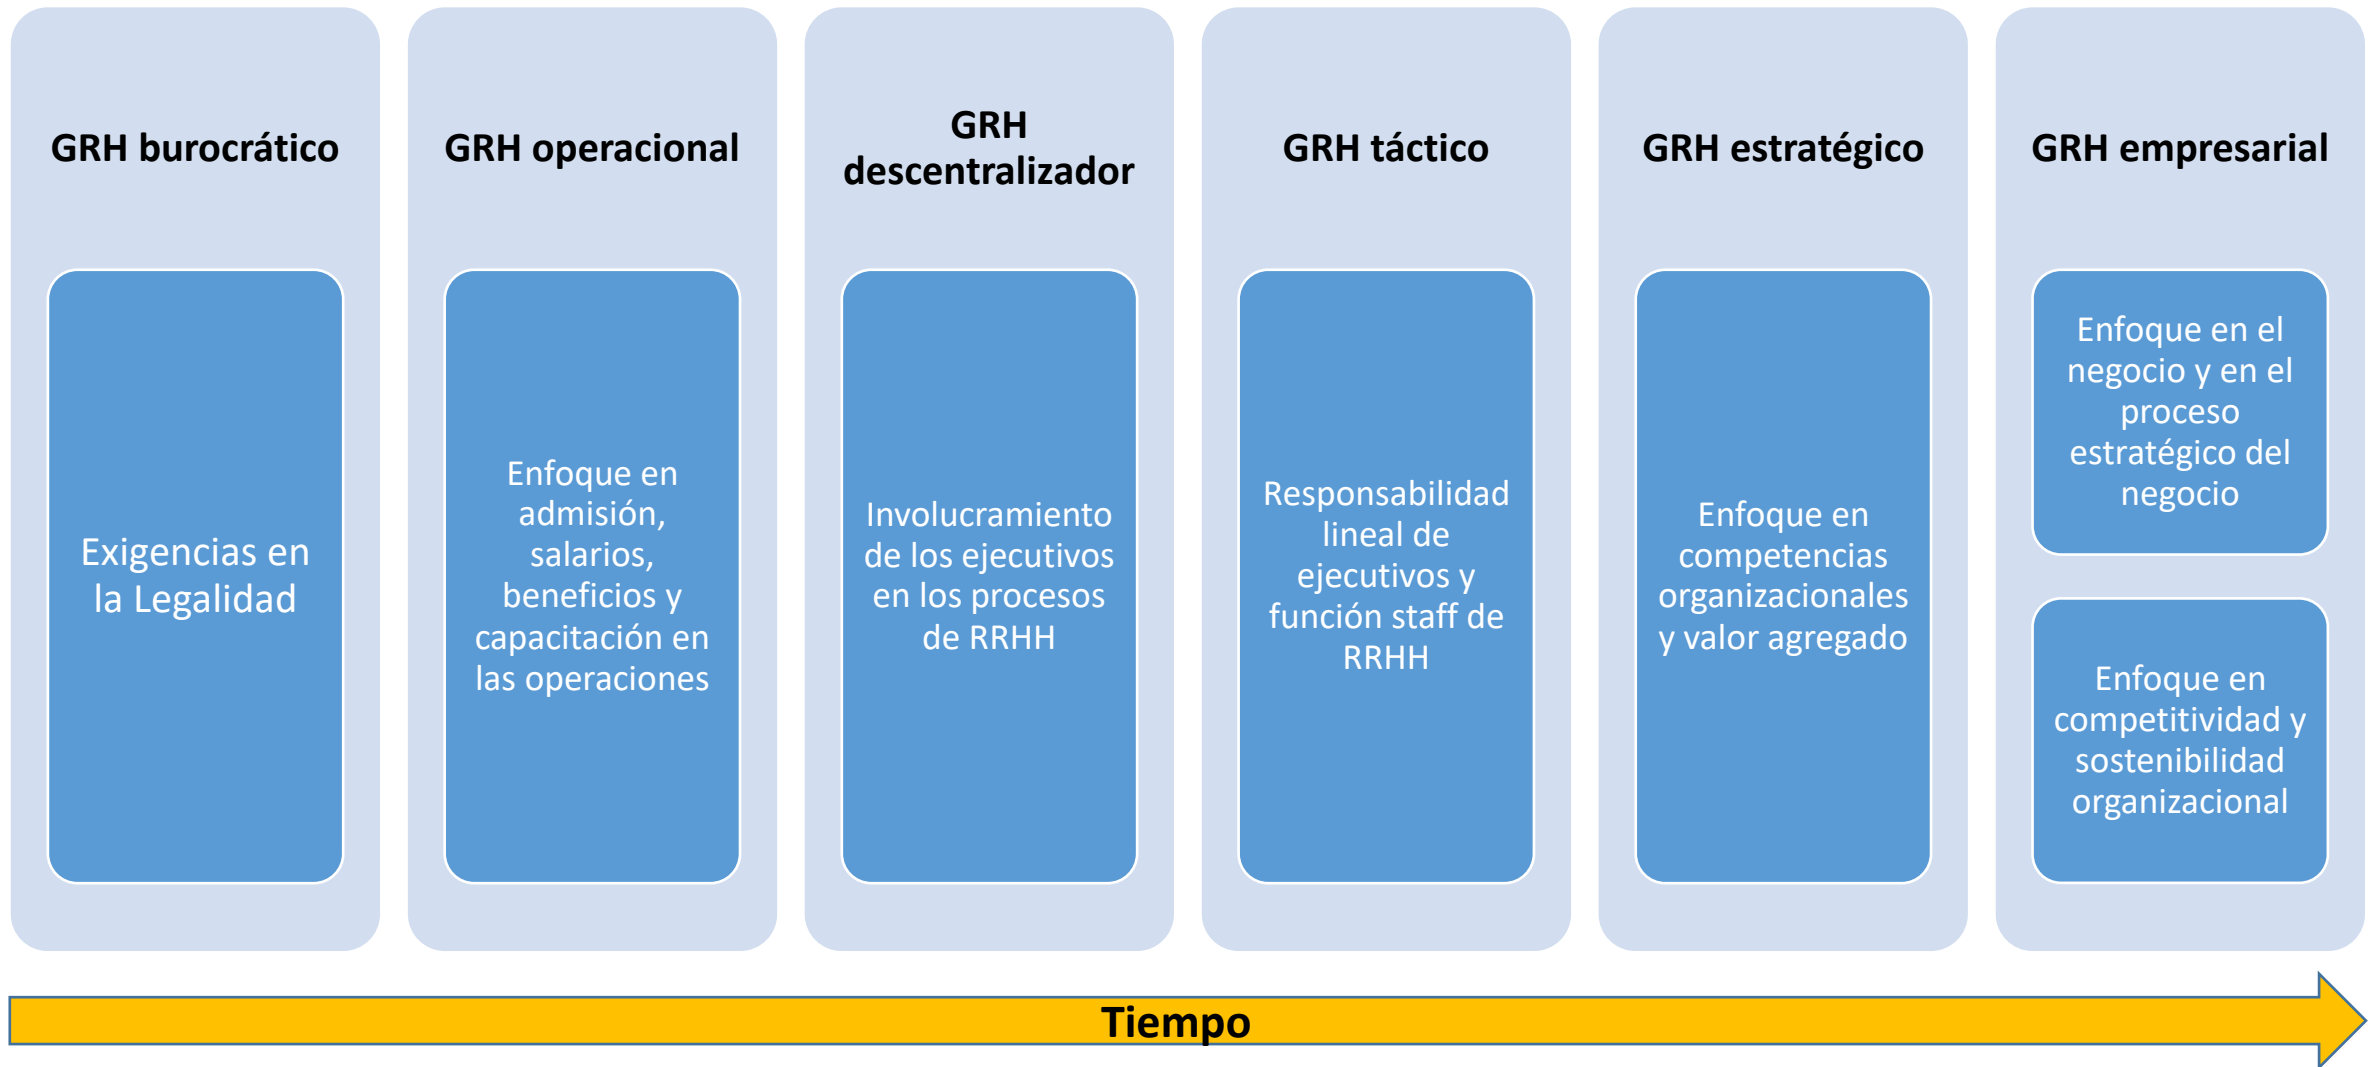 GRH burocrático
Exigencias en
la Legalidad
GRH operacional
Enfoque en
admisión,
salarios,
beneficios y
capacitación en
las operaciones
GRH
descentralizador
Involucramiento
de los ejecutivos
en los procesos
de RRHH
GRH táctico
Responsabilidad
lineal de
ejecutivos y
función staff de
RRHH
GRH estratégico
Enfoque en
competencias
organizacionales
y valor agregado
GRH empresarial
Enfoque en el
negocio y en el
proceso
estratégico del
negocio
Enfoque en
competitividad y
sostenibilidad
organizacional
Tiempo